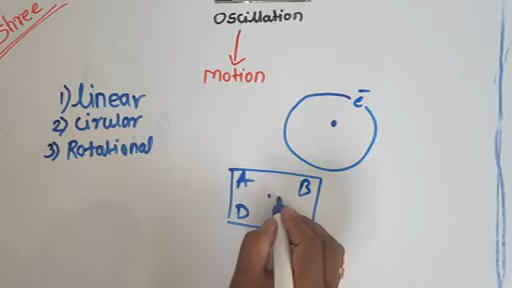 Shree
Oscillation
Motion
1) linear
2) Cirular
3) Rotational
e-
A
B
D